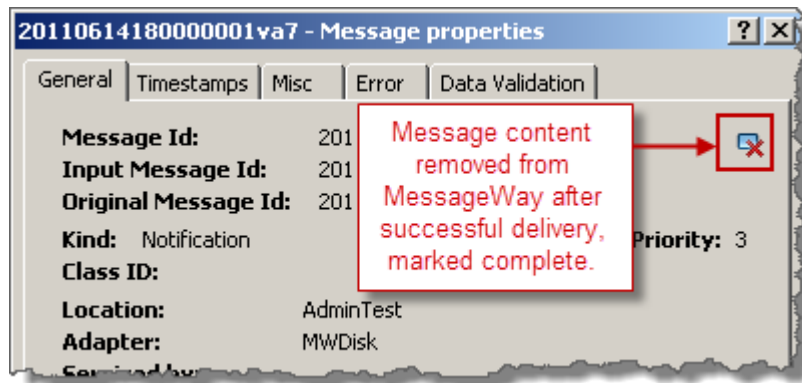 20110614180000001va7 - Message properties
General Timestamps Misc Error Data Validation
Message Id: 201
Input Message Id: 201
Original Message Id: 201
Message content
removed from
MessageWay after
successful delivery,
marked complete.
Kind: Notification Priority: 3
Class ID:
Location: AdminTest
Adapter: MWDisk